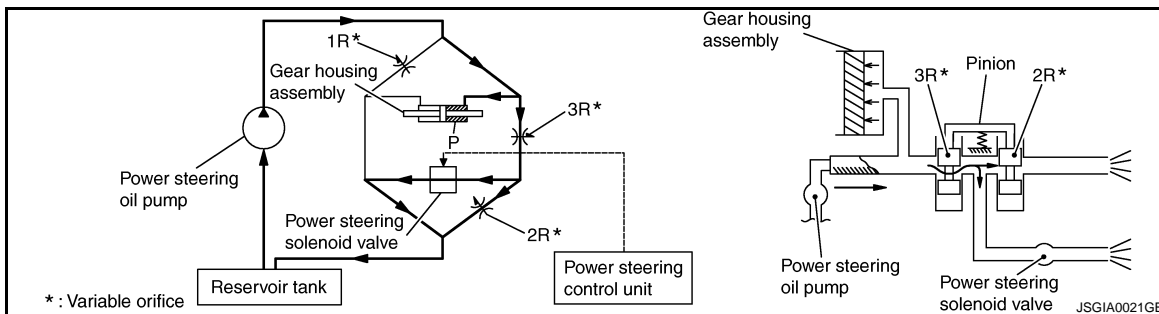 1R*
Gear housing
assembly
3R*
P
Power steering
oil pump
Power steering
solenoid valve
2R*
Reservoir tank
Power steering
control unit
* : Variable orifice
Gear housing
assembly
Pinion
3R*
2R*
Power steering
oil pump
Power steering
solenoid valve